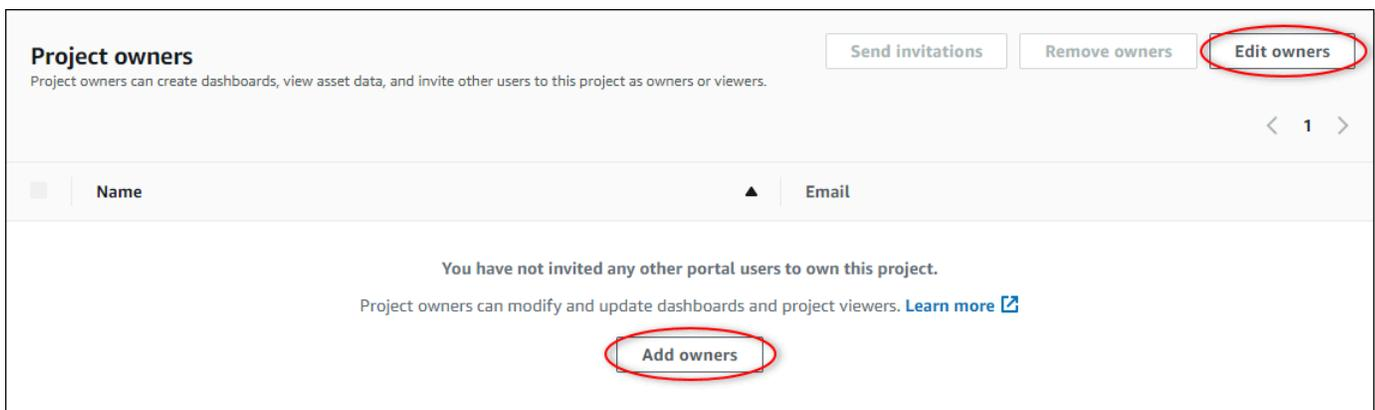 Project owners
Send invitations
Remove owners
Edit owners
Project owners can create dashboards, view asset data, and invite other users to this project as owners or viewers.
1
Name
Email
You have not invited any other portal users to own this project.
Project owners can modify and update dashboards and project viewers. Learn more
Add owners